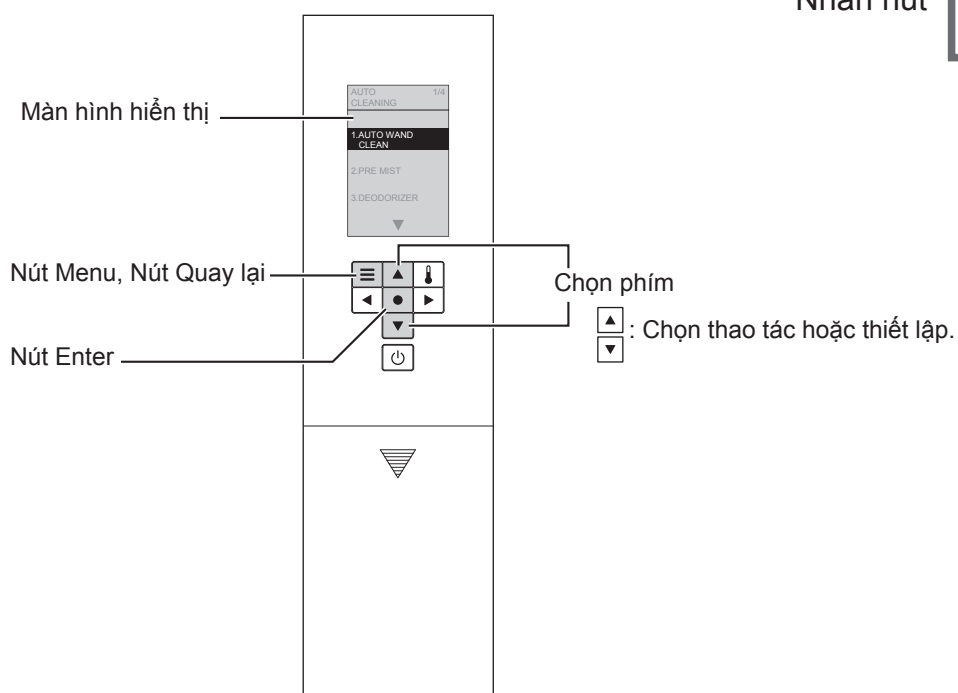 Nhấn nút
Màn hình hiển thị
AUTO 1/4
CLEANING
1.AUTO WAND
CLEAN
2.PRE MIST
3.DEODORIZER
Nút Menu, Nút Quay lại
Chọn phím
: Chọn thao tác hoặc thiết lập.
Nút Enter